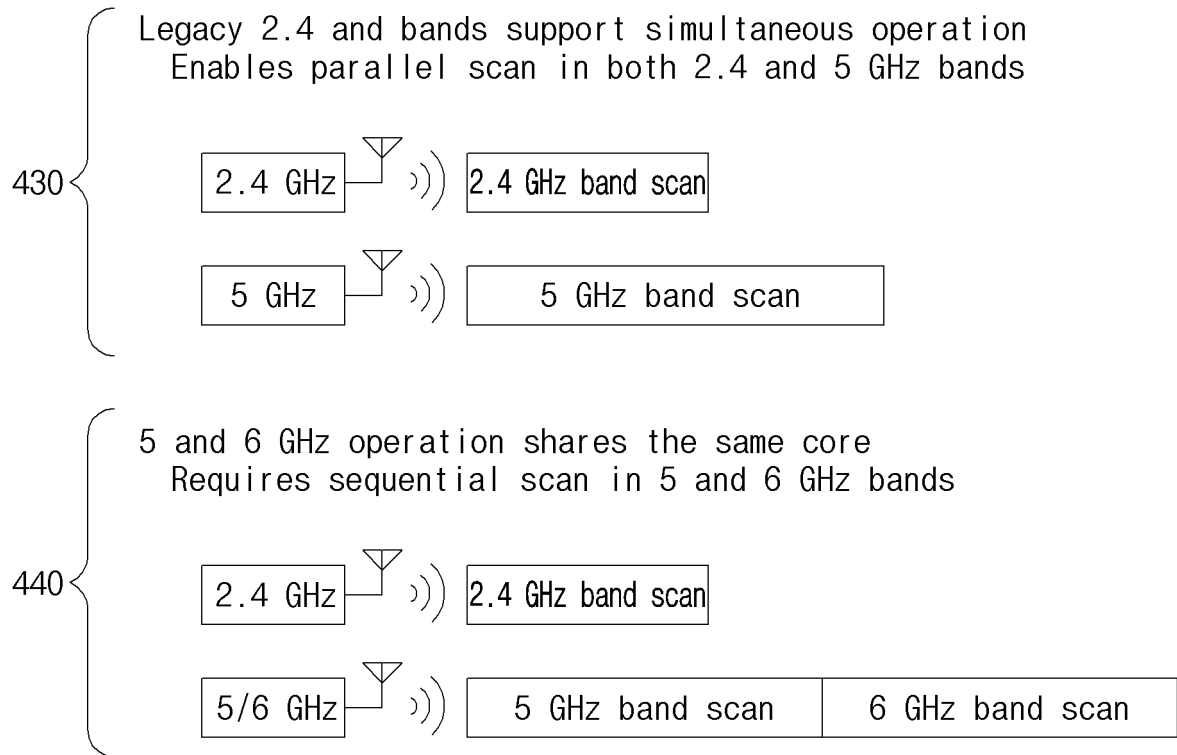 Legacy 2.4 and bands support simultaneous operation
Enables parallel scan in both 2.4 and 5 GHz bands
430
2.4 GHz
2.4 GHz band scan
5 GHz
5 GHz band scan
5 and 6 GHz operation shares the same core
Requires sequential scan in 5 and 6 GHz bands
440
2.4 GHz
2.4 GHz band scan
5/6 GHz
5 GHz band scan
6 GHz band scan